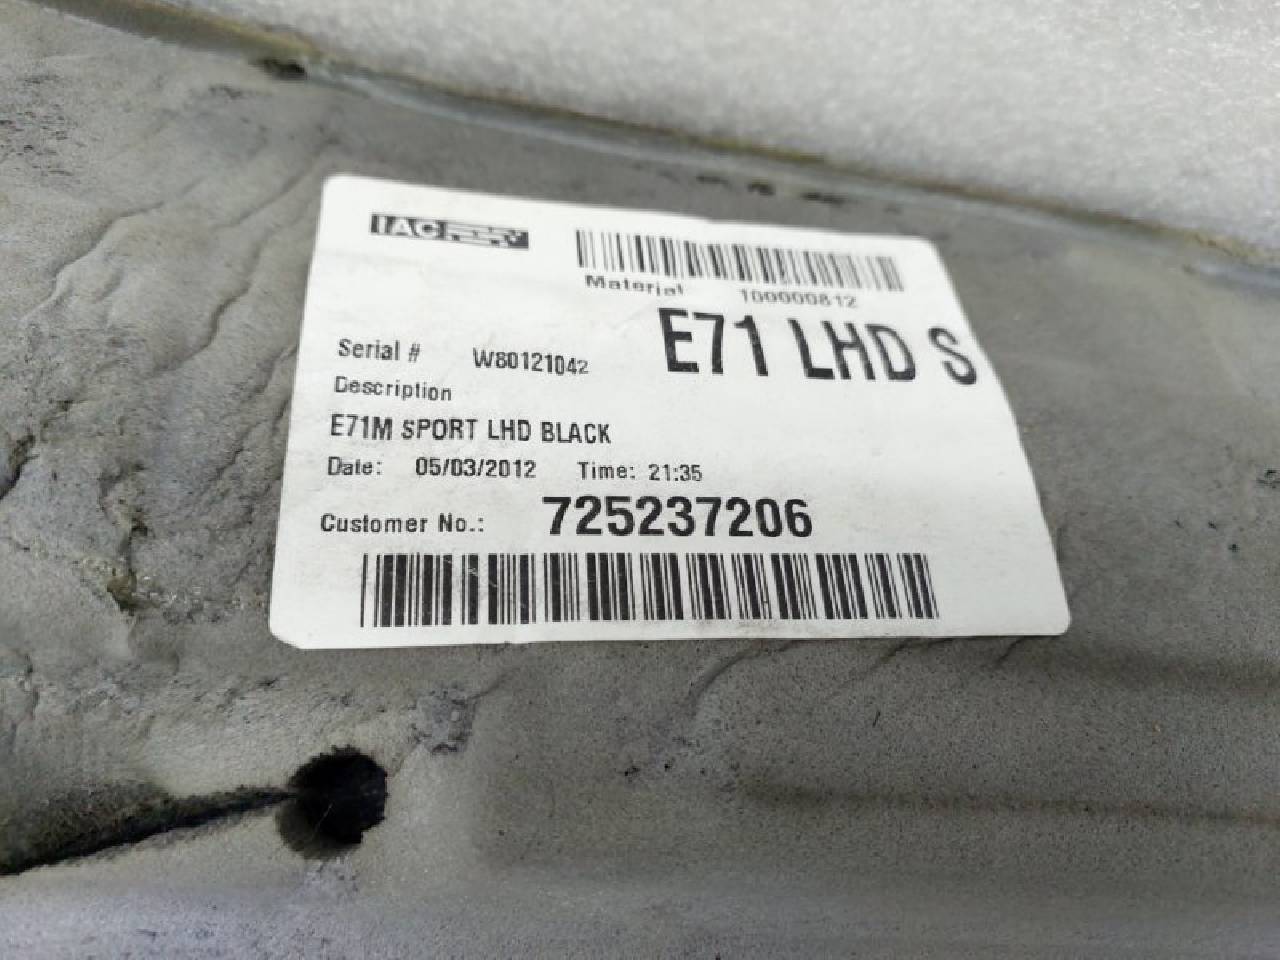 IAC
Material 100000812
E71 LHD S
Serial # W80121042
Description
E71M SPORT LHD BLACK
Date: 05/03/2012 Time: 21:35
Customer No.: 725237206